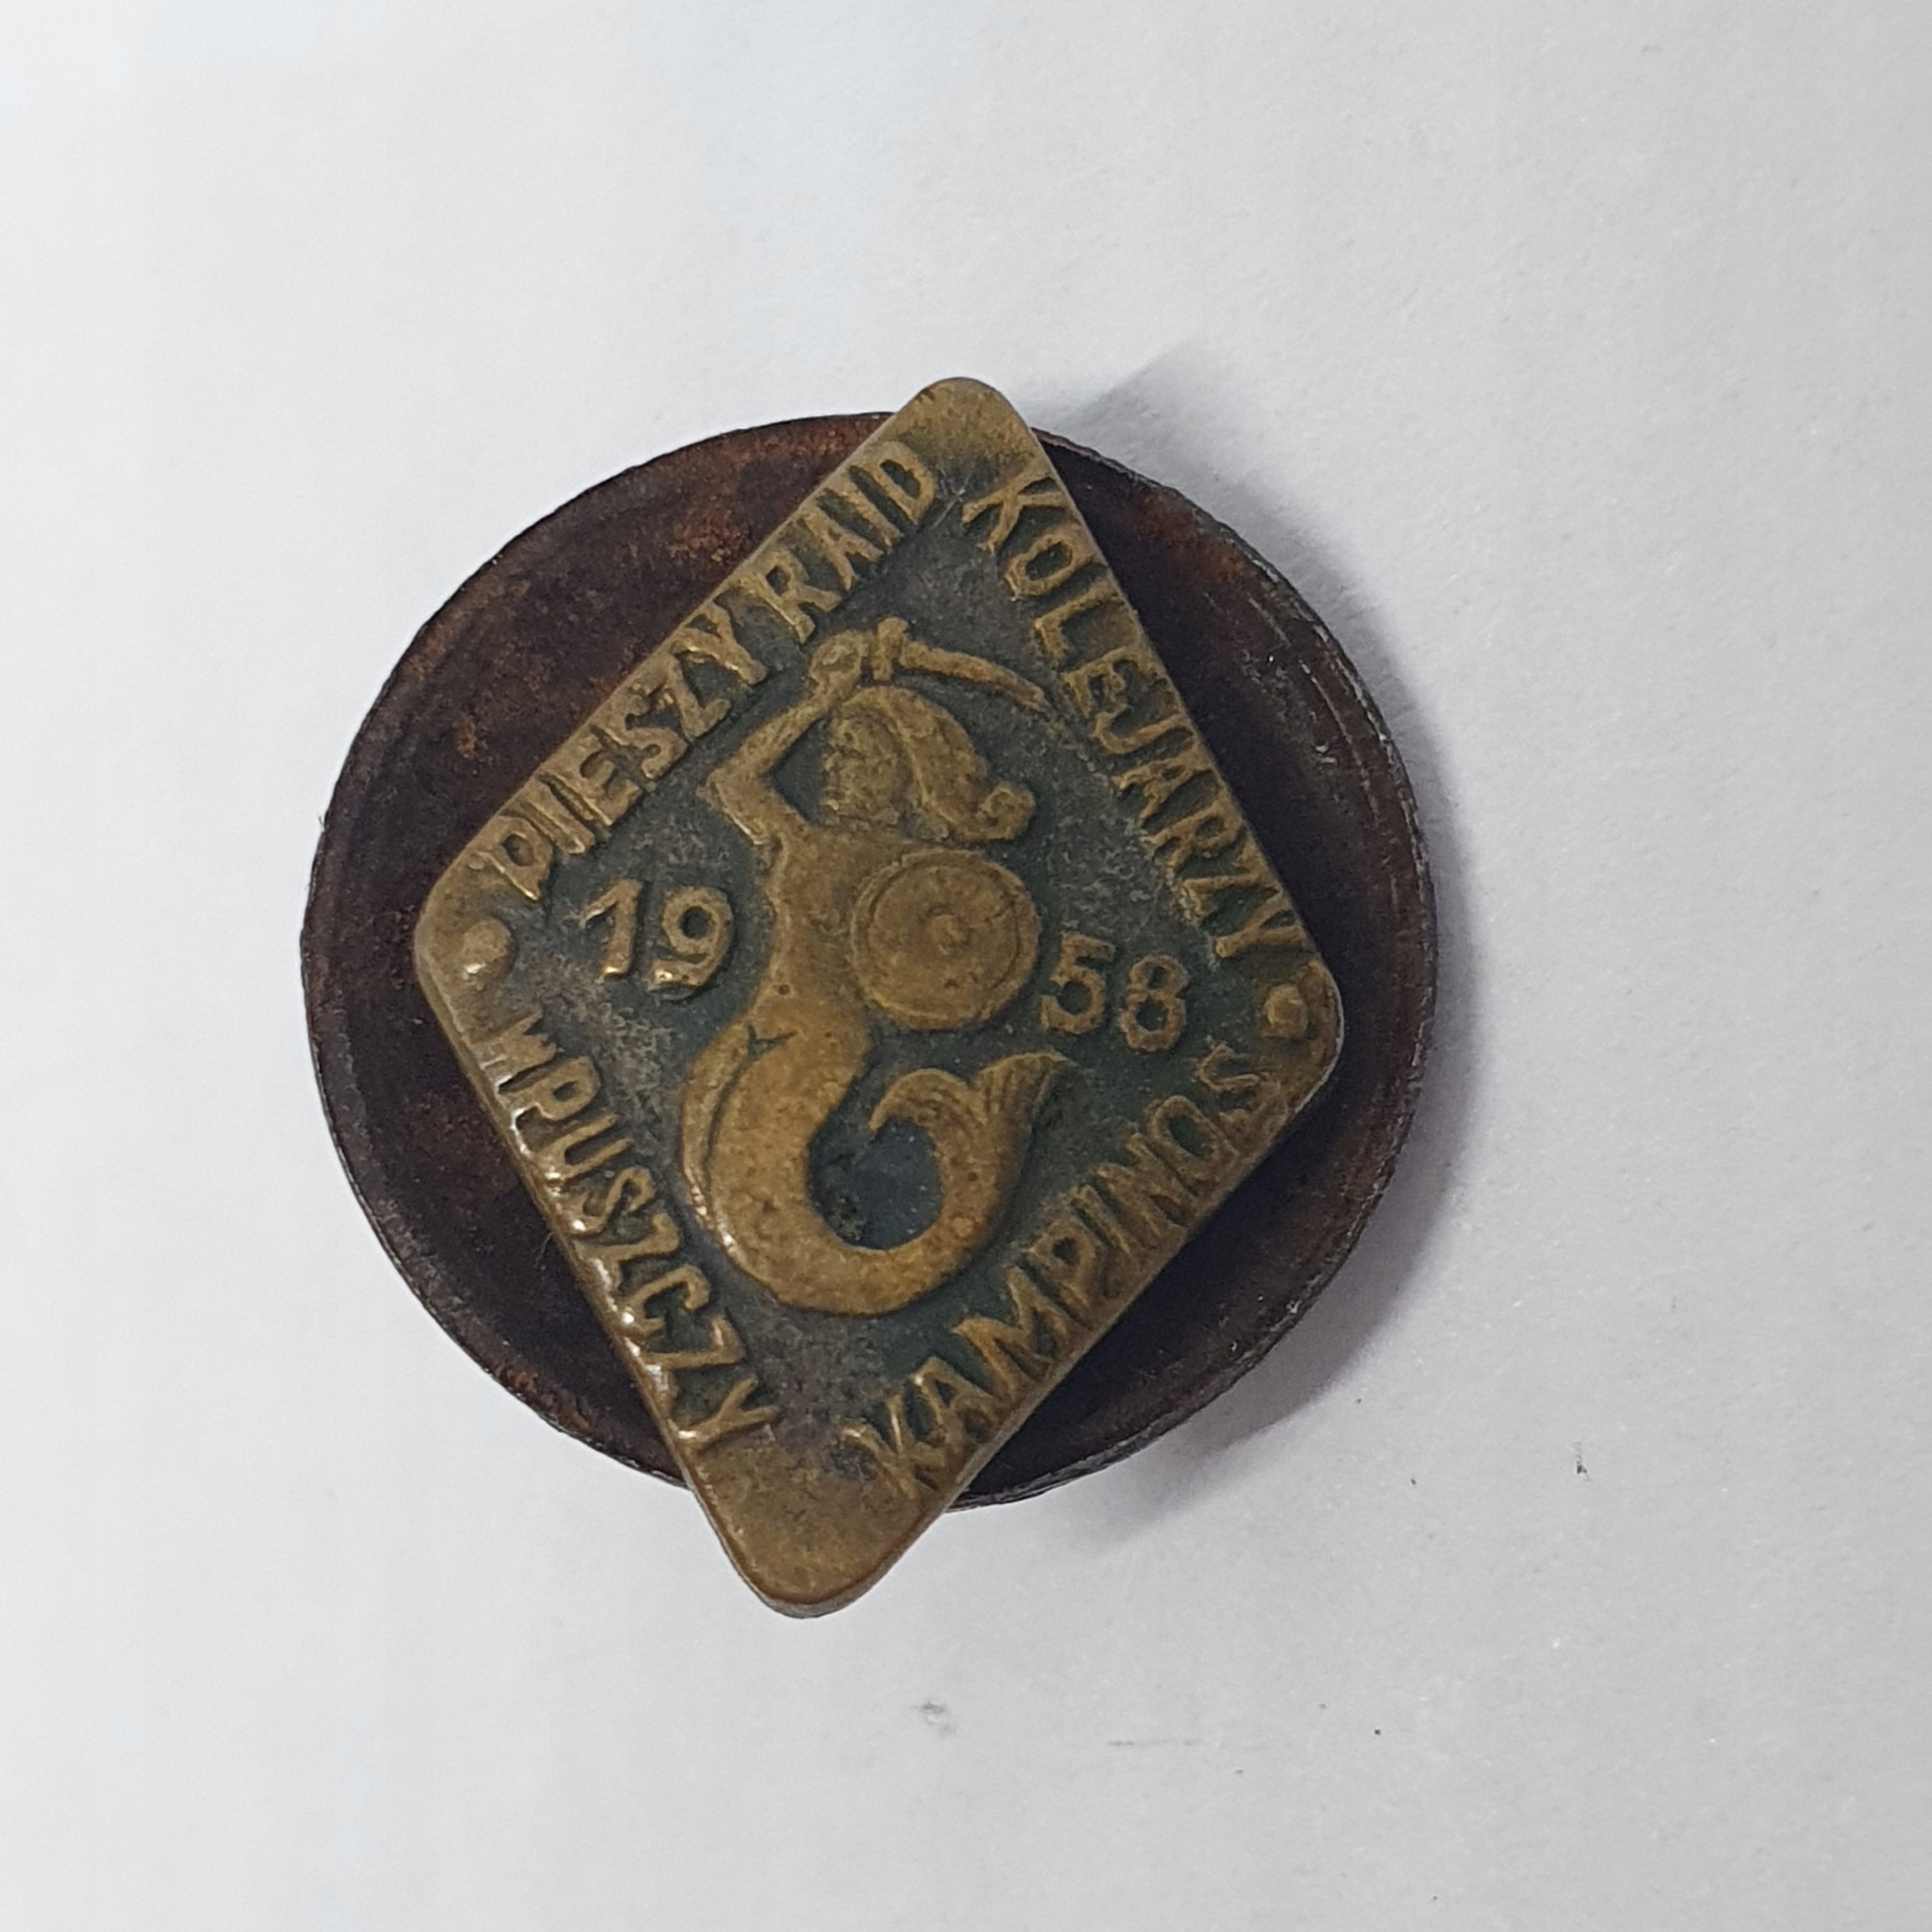 PIESZY RAID
KOLEJARZY
19 58
W PUSZCZY
KAMPINOS